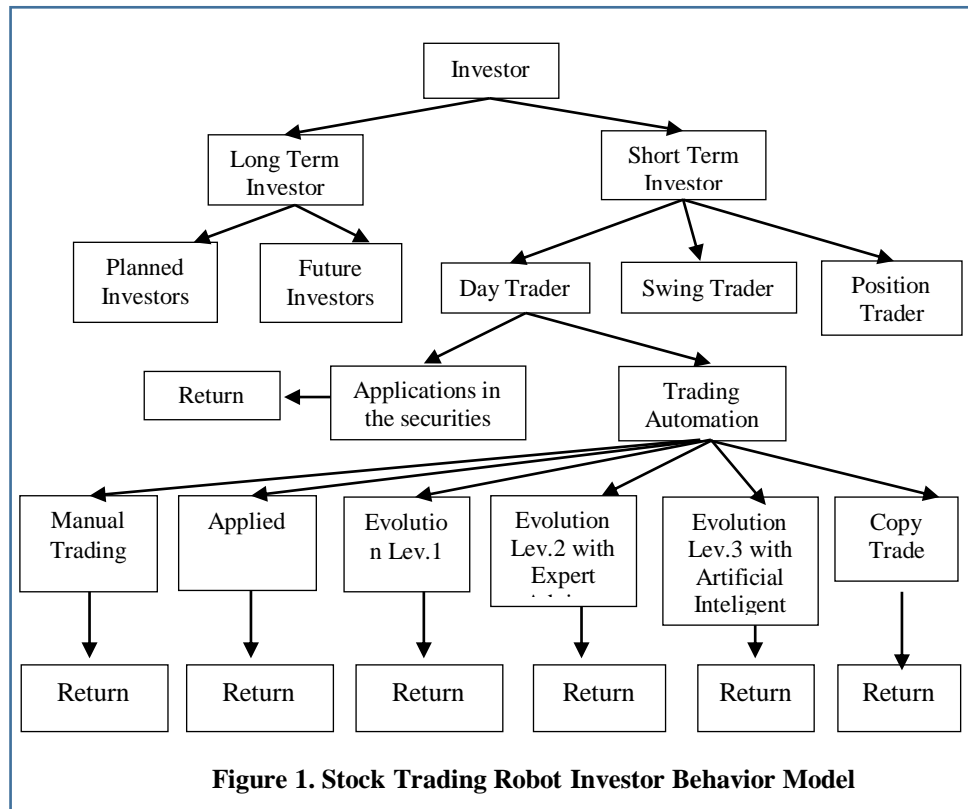 Investor
Long Term
Investor
Short Term
Investor
Planned
Investors
Future
Investors
Day Trader
Swing Trader
Position
Trader
Return
Applications in
the securities
Trading
Automation
Manual
Trading
Applied
Evolutio
n Lev.1
Evolution
Lev.2 with
Expert
Evolution
Lev.3 with
Artificial
Inteligent
Copy
Trade
Return
Return
Return
Return
Return
Return
Figure 1. Stock Trading Robot Investor Behavior Model